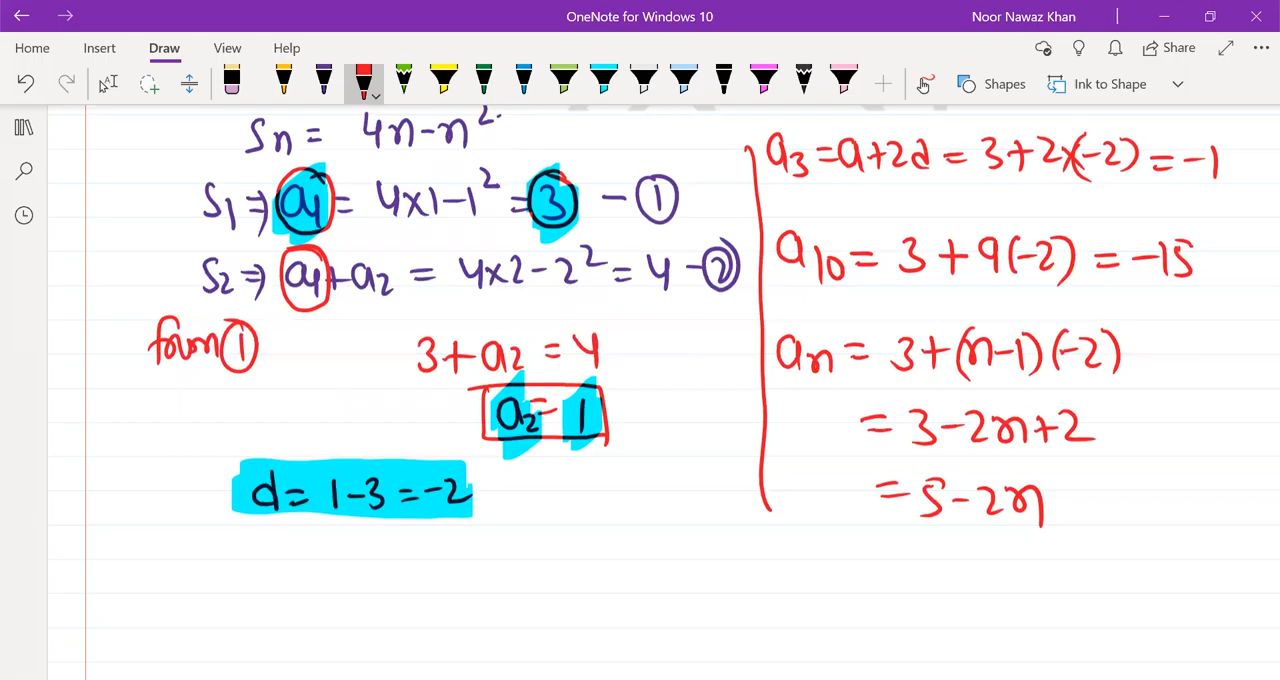 OneNote for Windows 10
Noor Nawaz Khan
Home Insert Draw View Help
Share
Shapes
Ink to Shape
Sn = 4n-n²
S₁ ⇒ a₁ = 4×1-1² = 3 - ①
S₂ ⇒ a₁+a₂ = 4×2-2² = 4 - ②
from ①
3+a₂ = 4
a₂ = 1
d = 1-3 = -2
a₃ = a+2d = 3+2×(-2) = -1
a₁₀ = 3+9(-2) = -15
an = 3+(n-1)(-2)
= 3-2n+2
= 5-2n